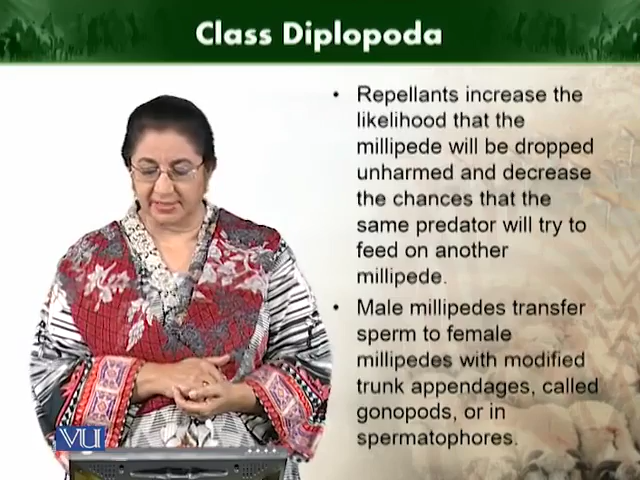 Class Diplopoda
• Repellants increase the
likelihood that the
millipede will be dropped
unharmed and decrease
the chances that the
same predator will try to
feed on another
millipede.
• Male millipedes transfer
sperm to female
millipedes with modified
trunk appendages, called
gonopods, or in
spermatophores.
VU